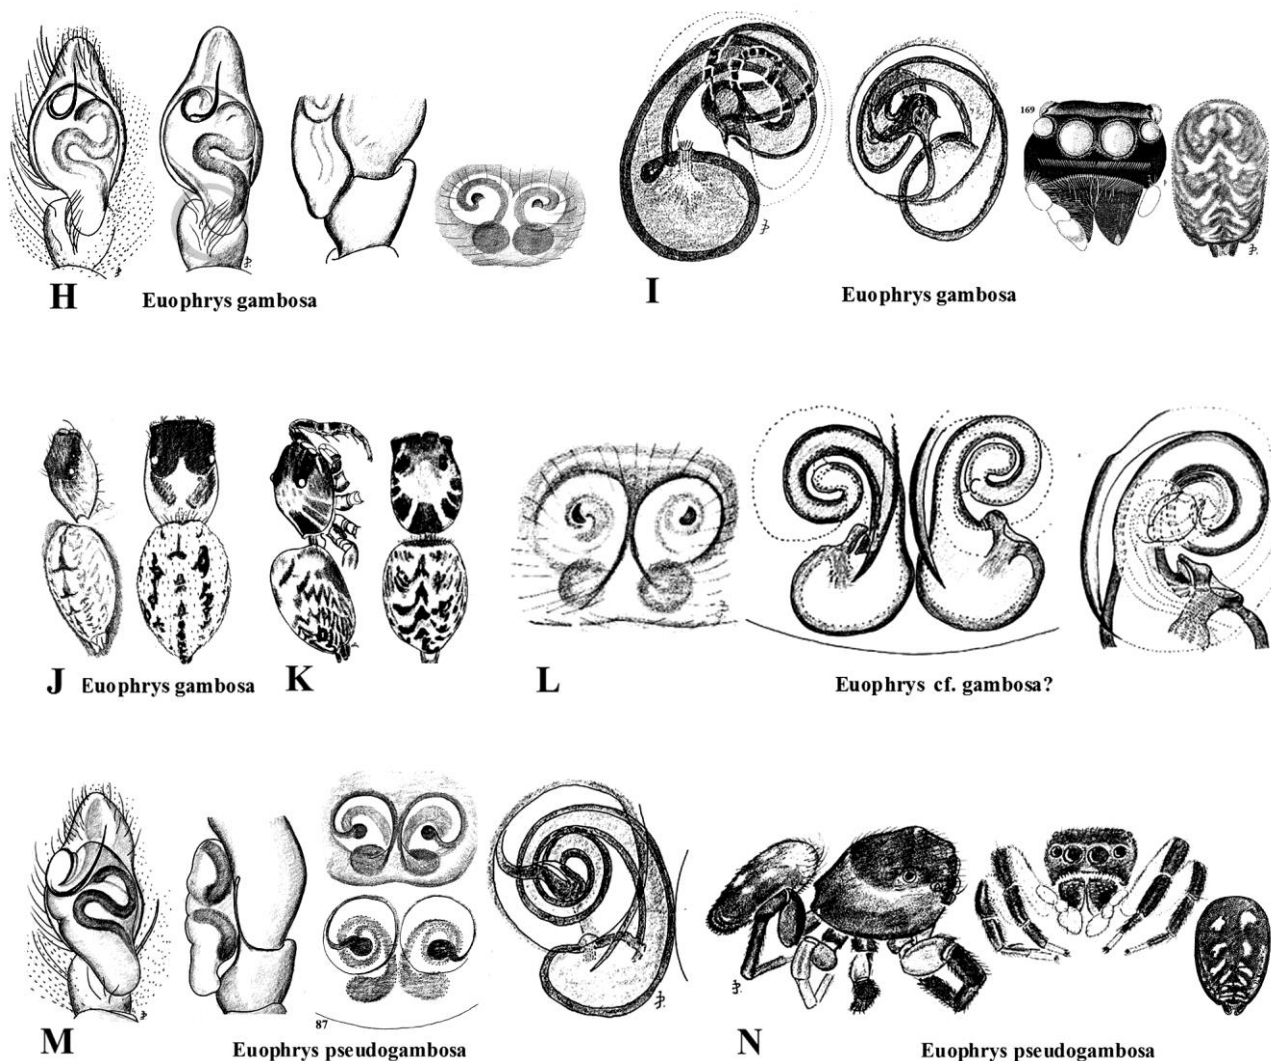 169
H Euophrys gambosa
I Euophrys gambosa
J Euophrys gambosa K
L Euophrys cf. gambosa?
87
M Euophrys pseudogambosa
N Euophrys pseudogambosa